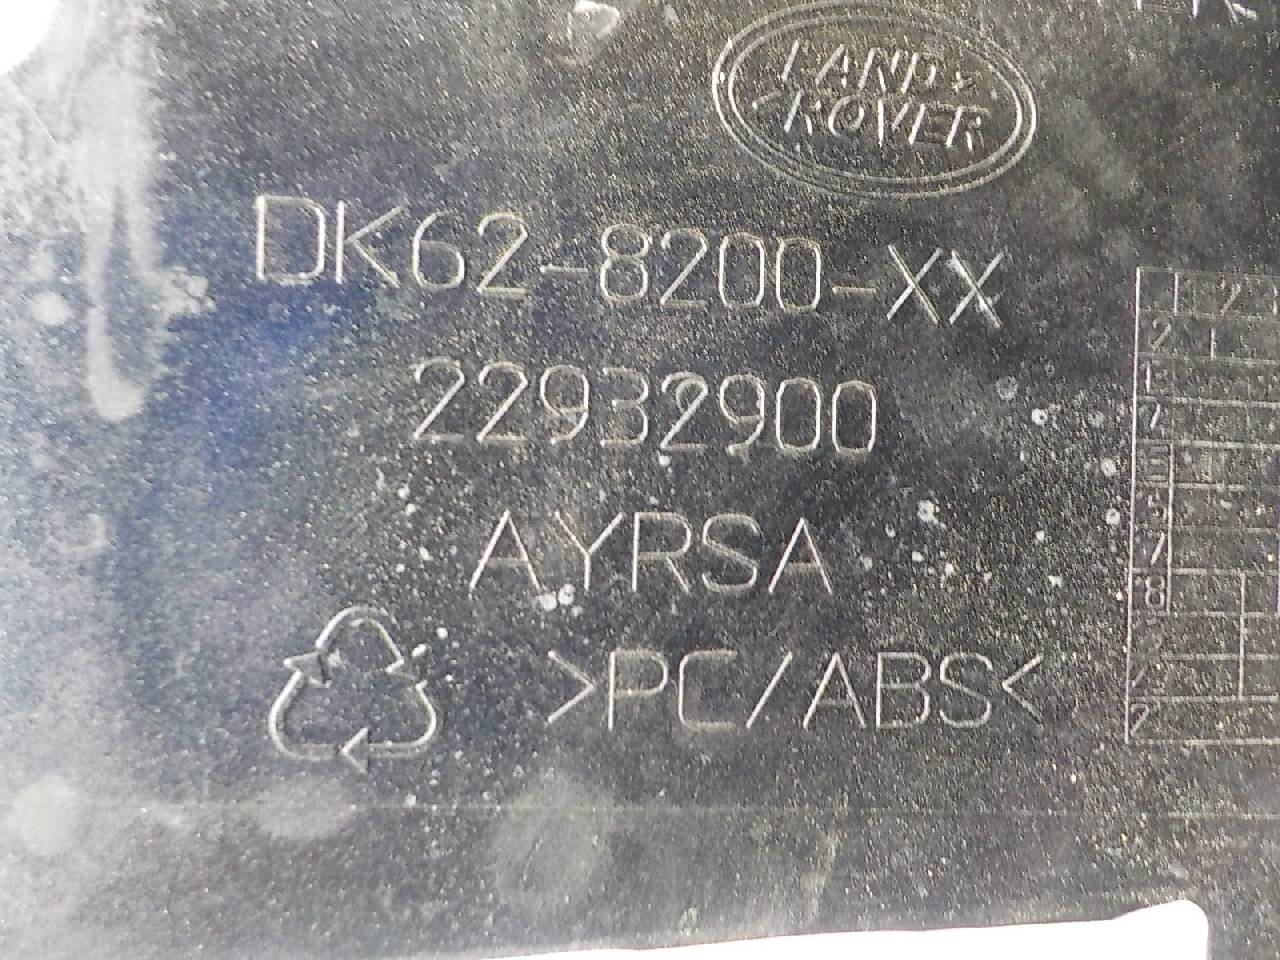 LAND
ROVER
DK62-8200-XX
22932900
AYRSA
>PC/ABS<